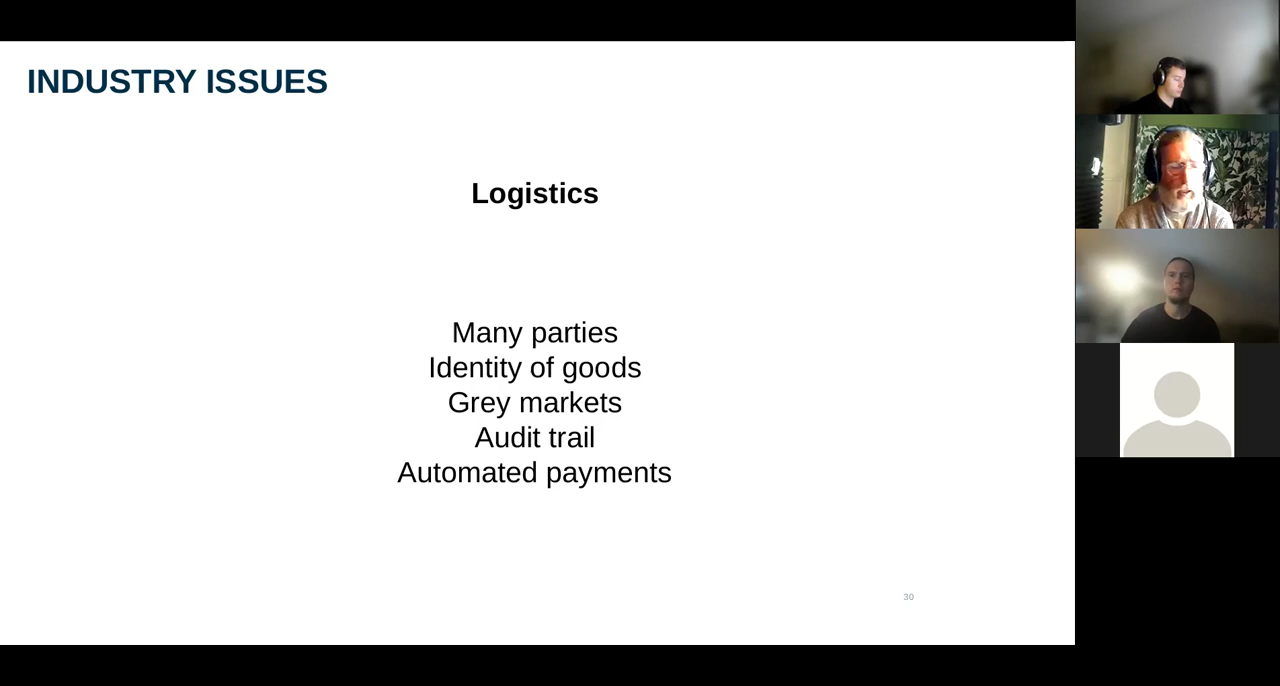 INDUSTRY ISSUES
Logistics
Many parties
Identity of goods
Grey markets
Audit trail
Automated payments
30